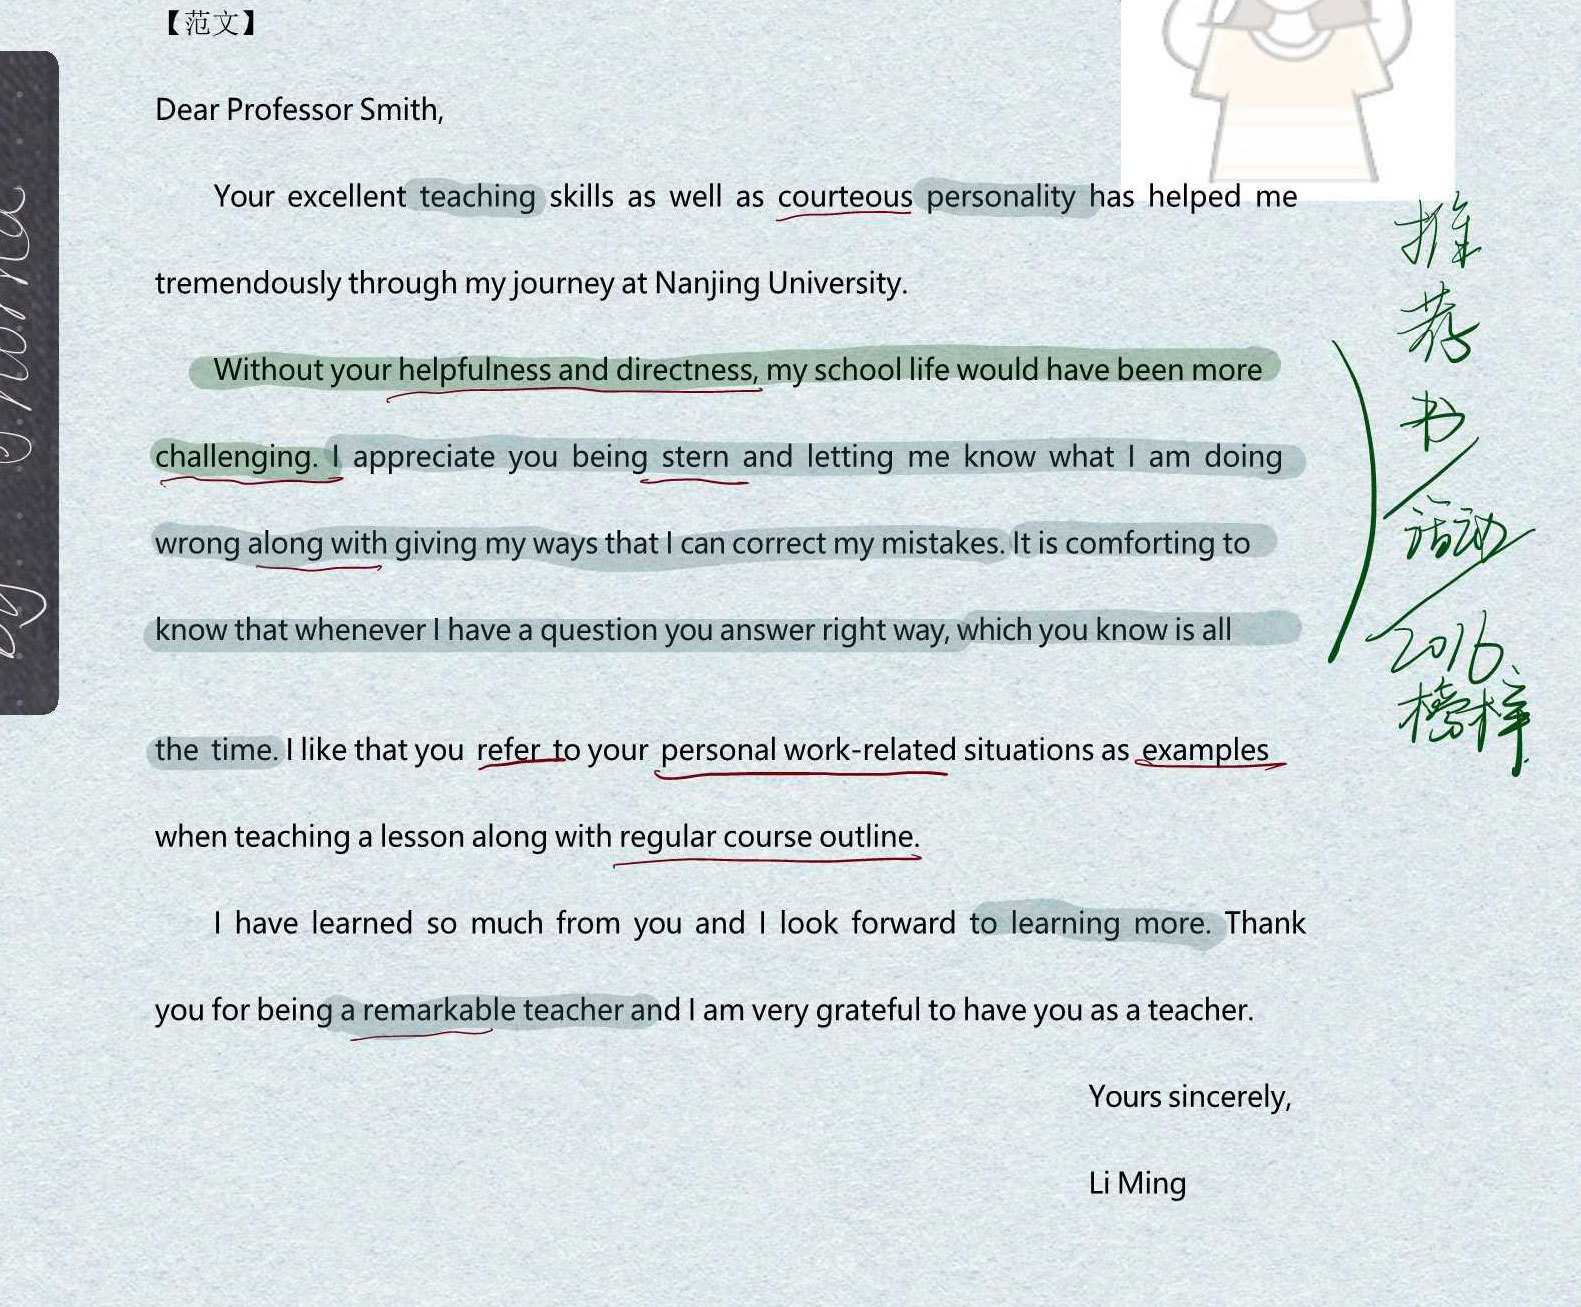 【范文】
Dear Professor Smith,
Your excellent teaching skills as well as courteous personality has helped me
tremendously through my journey at Nanjing University.
Without your helpfulness and directness, my school life would have been more
challenging. I appreciate you being stern and letting me know what I am doing
wrong along with giving my ways that I can correct my mistakes. It is comforting to
know that whenever I have a question you answer right way, which you know is all
the time. I like that you refer to your personal work-related situations as examples
when teaching a lesson along with regular course outline.
I have learned so much from you and I look forward to learning more. Thank
you for being a remarkable teacher and I am very grateful to have you as a teacher.
Yours sincerely,
Li Ming
推
荐
书
活动
2016
by